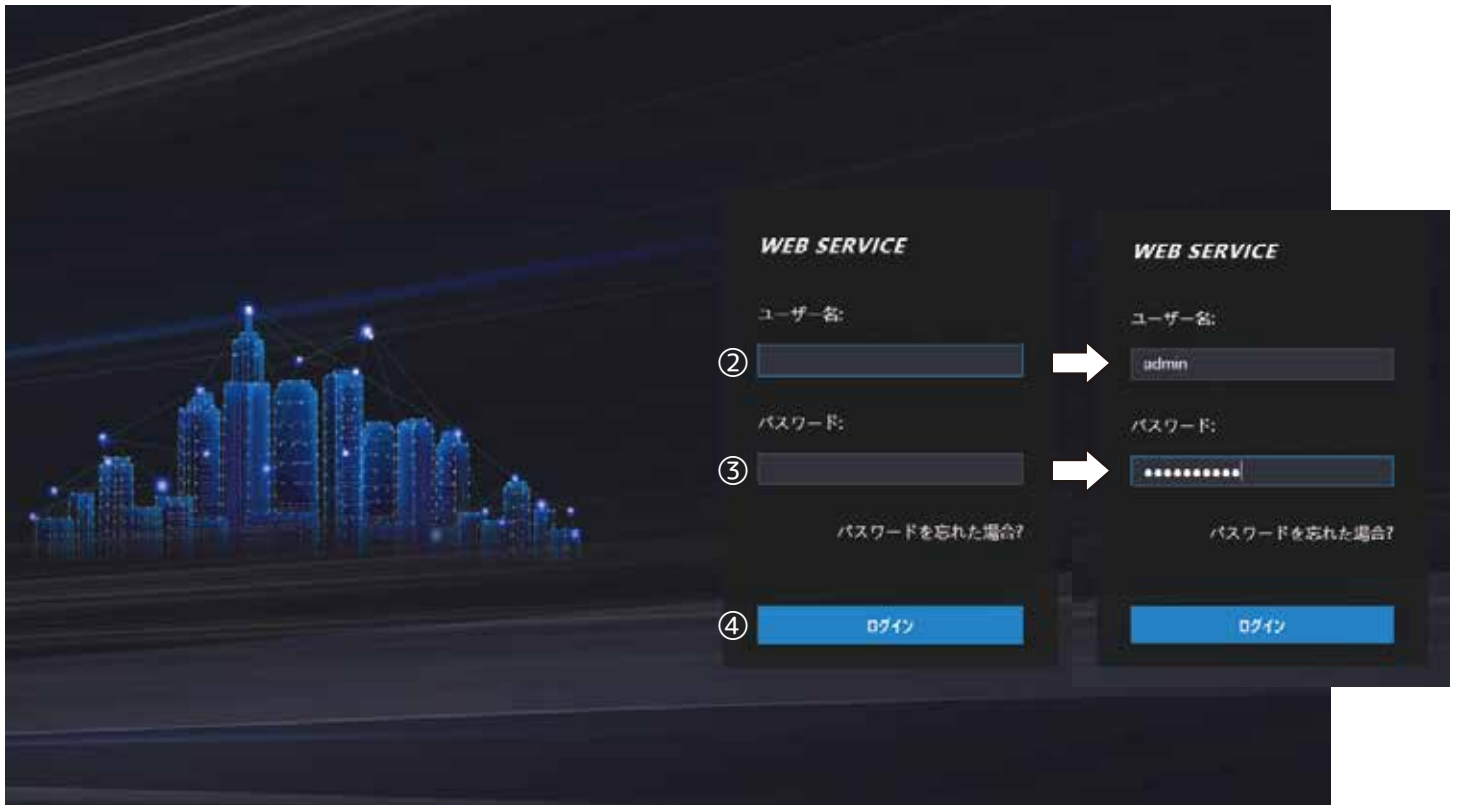 WEB SERVICE
ユーザー名:
②
パスワード:
③
パスワードを忘れた場合?
④ ログイン
WEB SERVICE
ユーザー名:
admin
パスワード:
●●●●●●●●●●
パスワードを忘れた場合?
ログイン